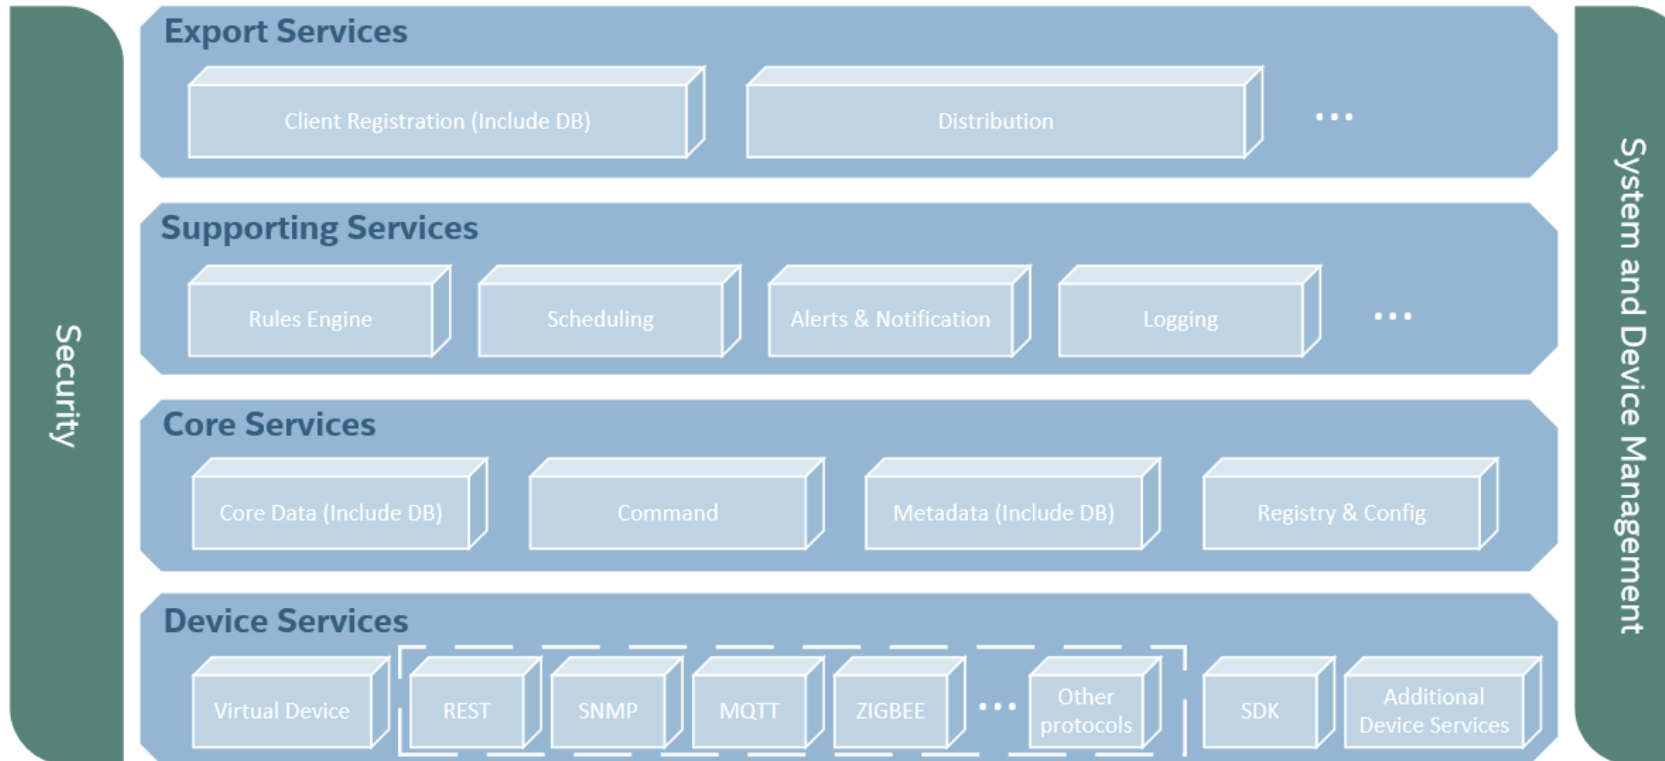 Security
Export Services
Client Registration (Include DB)
Distribution
...
Supporting Services
Rules Engine
Scheduling
Alerts & Notification
Logging
...
Core Services
Core Data (Include DB)
Command
Metadata (Include DB)
Registry & Config
Device Services
Virtual Device
REST
SNMP
MQTT
ZIGBEE
...
Other
protocols
SDK
Additional
Device Services
System and Device Management